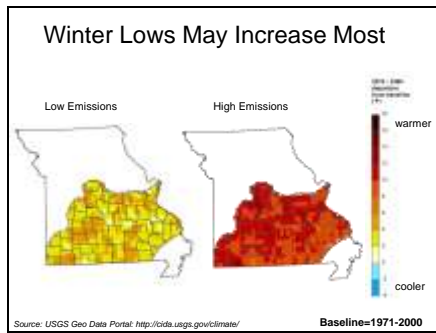 Winter Lows May Increase Most
Low Emissions
High Emissions
warmer
cooler
Source: USGS Geo Data Portal: http://cida.usgs.gov/climate/
Baseline=1971-2000